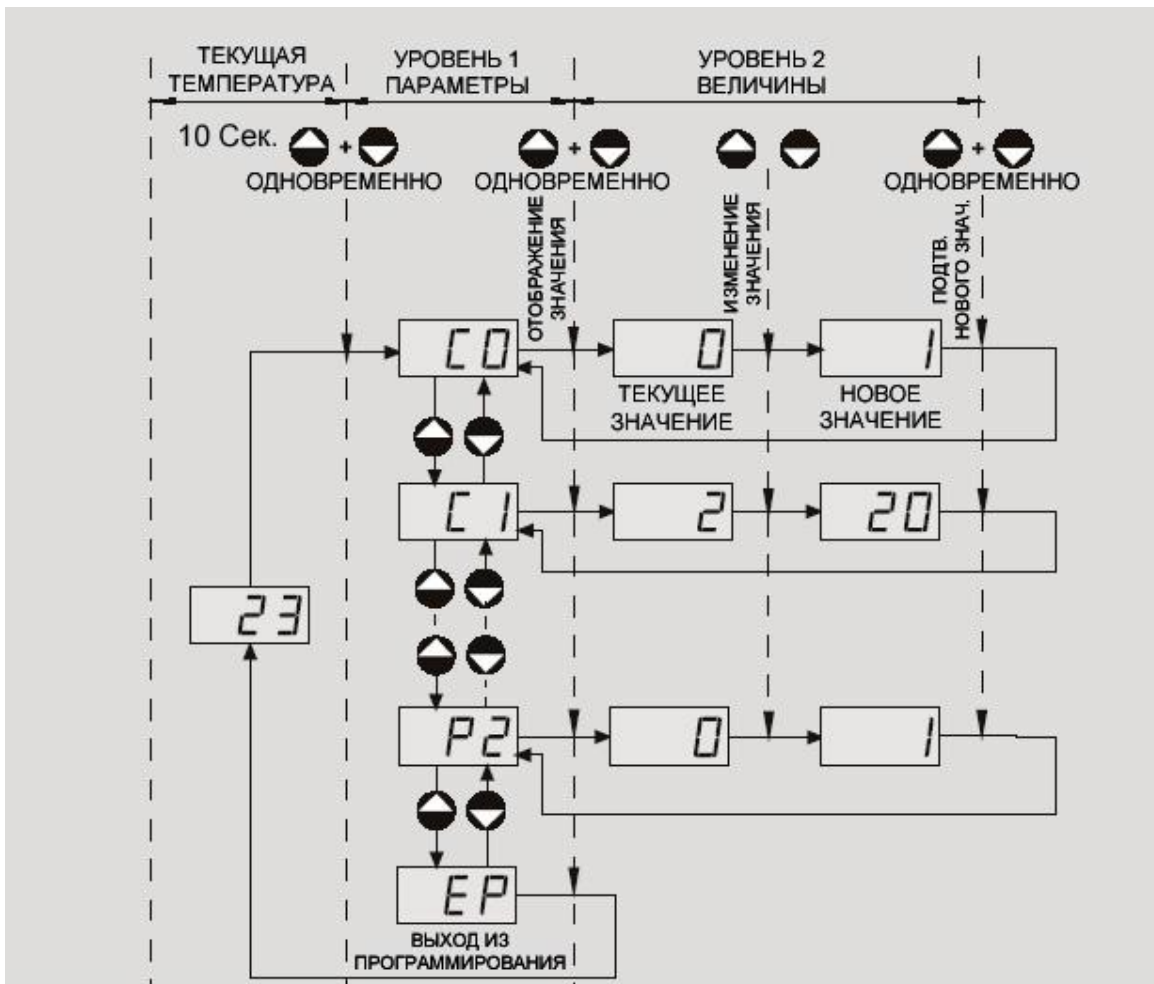 ТЕКУЩАЯ
ТЕМПЕРАТУРА
УРОВЕНЬ 1
ПАРАМЕТРЫ
УРОВЕНЬ 2
ВЕЛИЧИНЫ
10 Сек.
+
ОДНОВРЕМЕННО
+
ОДНОВРЕМЕННО
+
ОДНОВРЕМЕННО
ОТОБРАЖЕНИЕ
ЗНАЧЕНИЯ
ИЗМЕНЕНИЕ
ЗНАЧЕНИЯ
ПОДТВ.
НОВОГО ЗНАЧ.
C0
0
1
ТЕКУЩЕЕ
ЗНАЧЕНИЕ
НОВОЕ
ЗНАЧЕНИЕ
C1
2
20
23
P2
0
1
EP
ВЫХОД ИЗ
ПРОГРАММИРОВАНИЯ